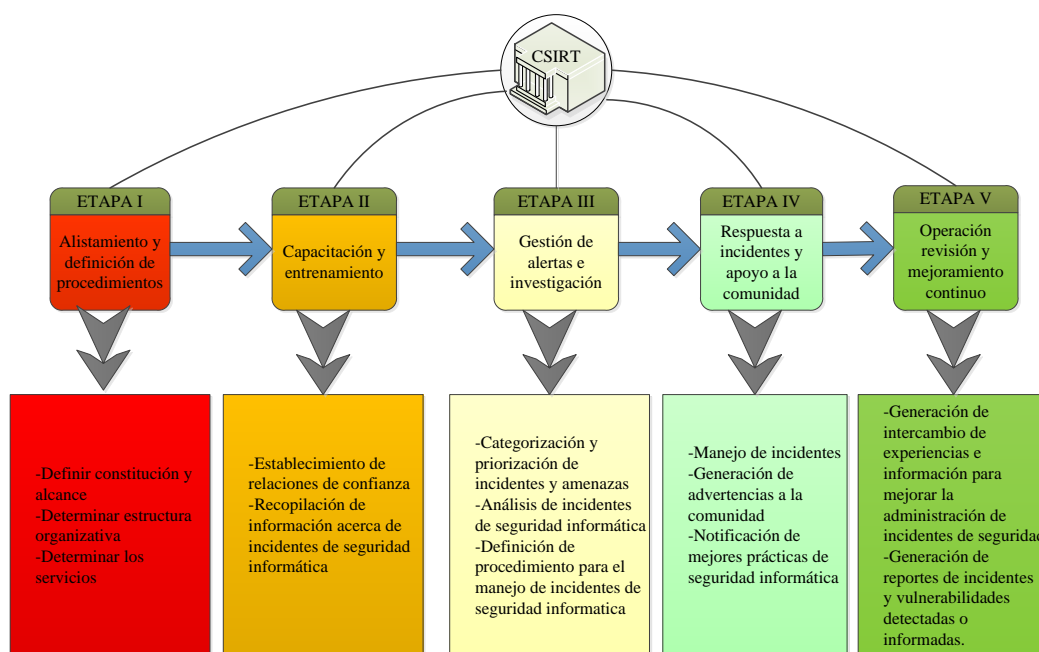 CSIRT
ETAPA I
Alistamiento y
definición de
procedimientos
ETAPA II
Capacitación y
entrenamiento
ETAPA III
Gestión de
alertas e
investigación
ETAPA IV
Respuesta a
incidentes y
apoyo a la
comunidad
ETAPA V
Operación
revisión y
mejoramiento
continuo
-Definir constitución y
alcance
-Determinar estructura
organizativa
-Determinar los
servicios
-Establecimiento de
relaciones de confianza
-Recopilación de
información acerca de
incidentes de seguridad
informática
-Categorización y
priorización de
incidentes y amenazas
-Análisis de incidentes
de seguridad informática
-Definición de
procedimiento para el
manejo de incidentes de
seguridad informatica
-Manejo de incidentes
-Generación de
advertencias a la
comunidad
-Notificación de
mejores prácticas de
seguridad informática
-Generación de
intercambio de
experiencias e
información para
mejorar la
administración de
incidentes de seguridad
-Generación de
reportes de incidentes
y vulnerabilidades
detectadas o
informadas.